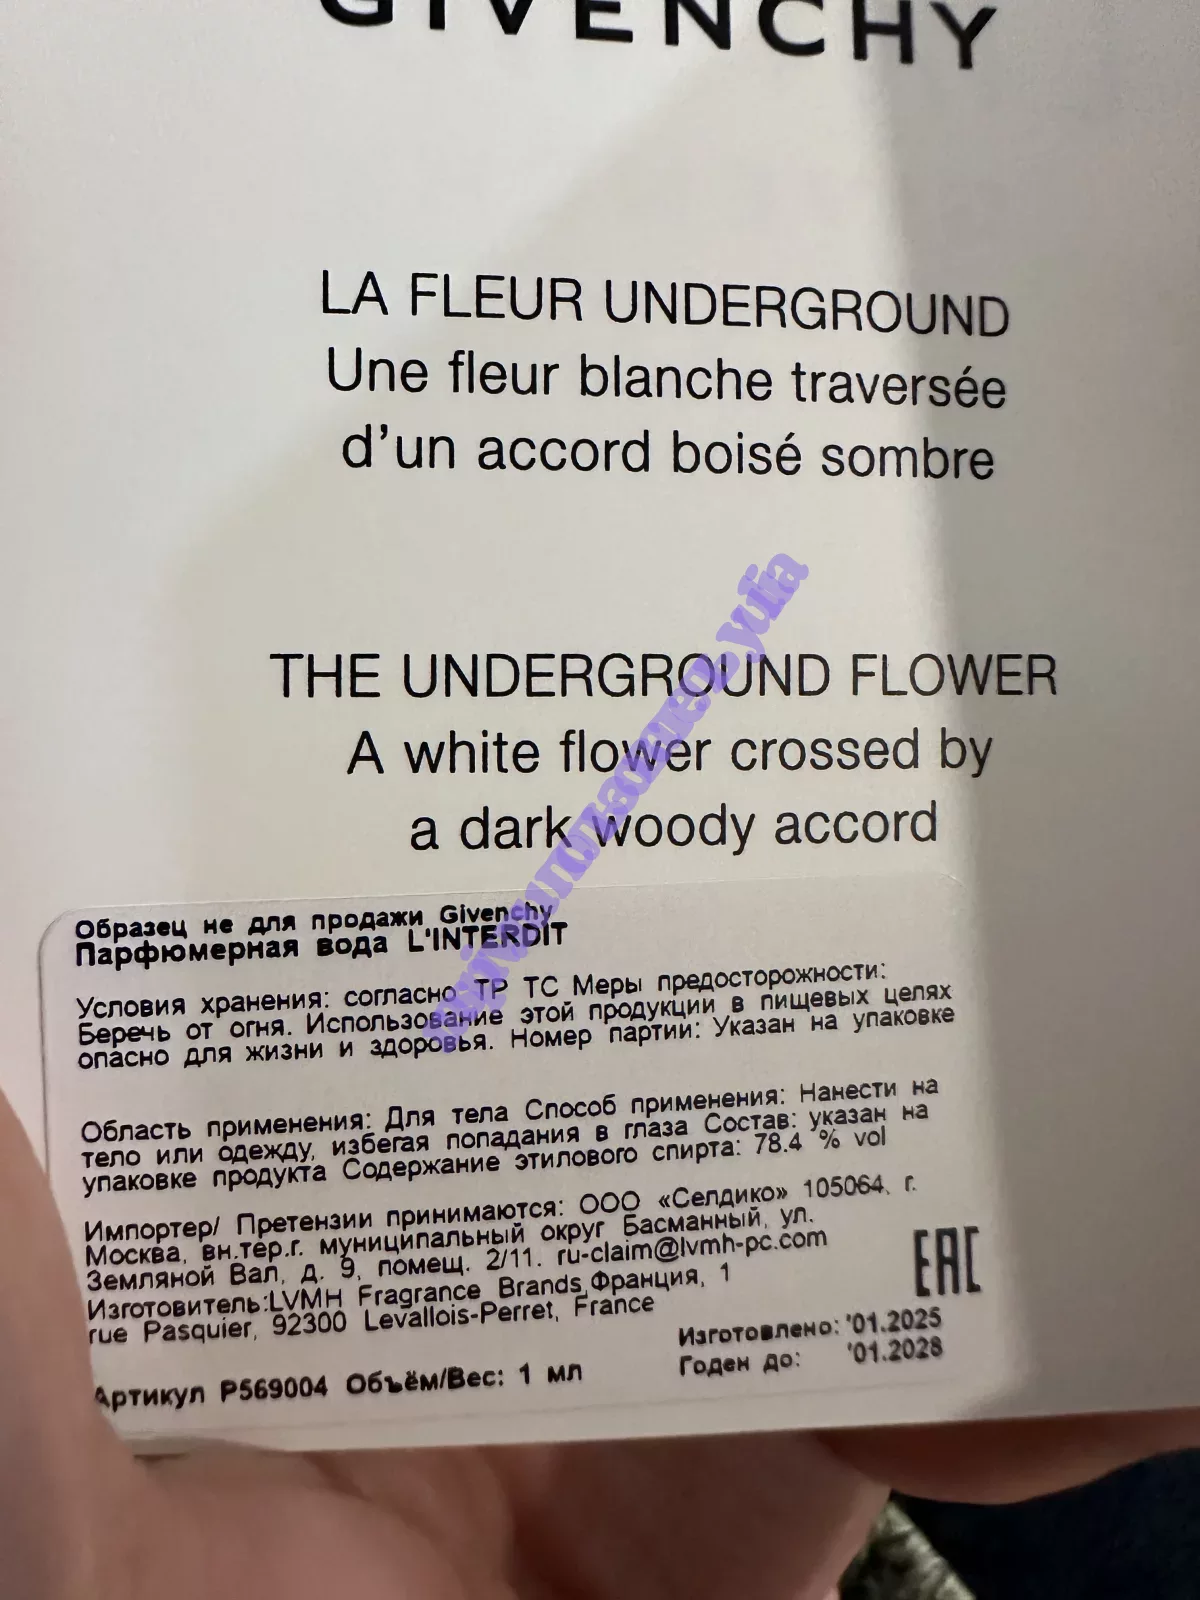 GIVENCHY
LA FLEUR UNDERGROUND
Une fleur blanche traversée
d'un accord boisé sombre
THE UNDERGROUND FLOWER
A white flower crossed by
a dark woody accord
Образец не для продажи Givenchy
Парфюмерная вода L'INTERDIT
Условия хранения: согласно ТР ТС Меры предосторожности:
Беречь от огня. Использование этой продукции в пищевых целях
опасно для жизни и здоровья. Номер партии: Указан на упаковке
Область применения: Для тела Способ применения: Нанести на
тело или одежду, избегая попадания в глаза Состав: указан на
упаковке продукта Содержание этилового спирта: 78.4 % vol
Импортер/ Претензии принимаются: ООО «Селдико» 105064, г.
Москва, вн.тер.г. муниципальный округ Басманный, ул.
Земляной Вал, д. 9, помещ. 2/11. ru-claim@lvmh-pc.com
Изготовитель:LVMH Fragrance Brands,Франция, 1
rue Pasquier, 92300 Levallois-Perret, France
EAC
Изготовлено: '01.2025
Годен до: '01.2028
Артикул P569004 Объём/Вес: 1 мл